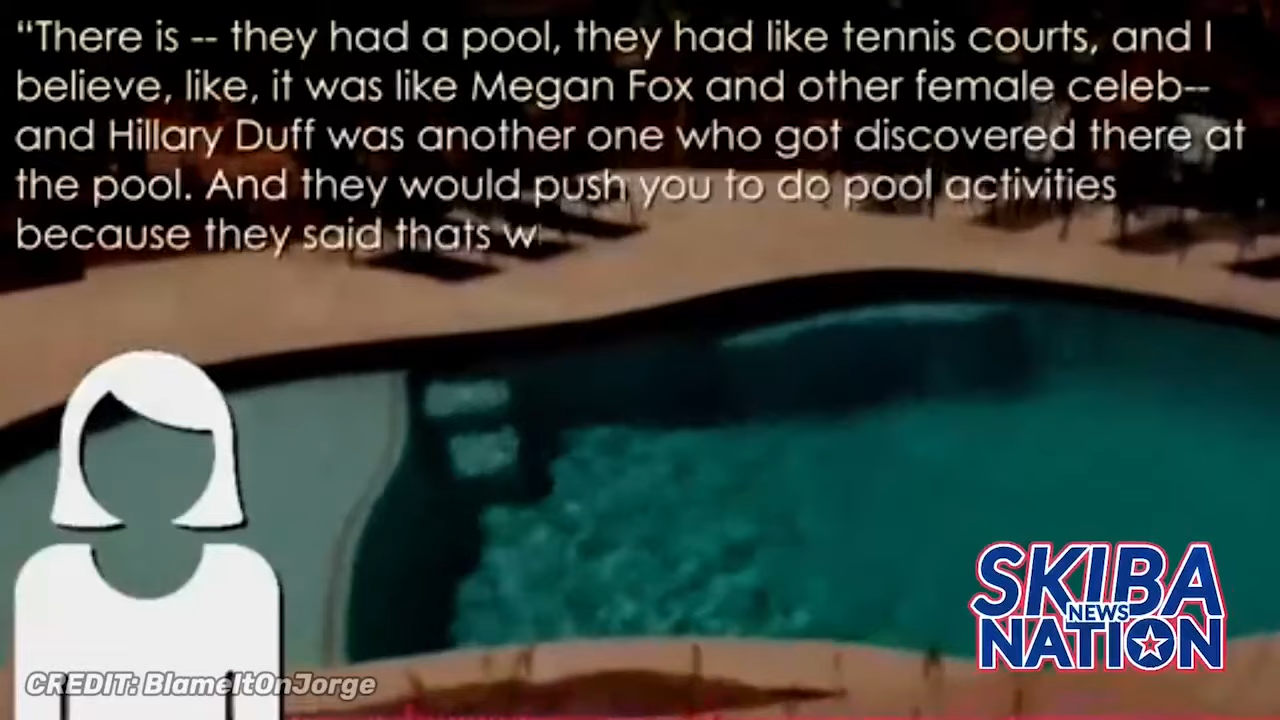 “There is -- they had a pool, they had like tennis courts, and I
believe, like, it was like Megan Fox and other female celeb--
and Hillary Duff was another one who got discovered there at
the pool. And they would push you to do pool activities
because they said thats w
SKIBA
NEWS
NATION
CREDIT: BlameItOnJorge